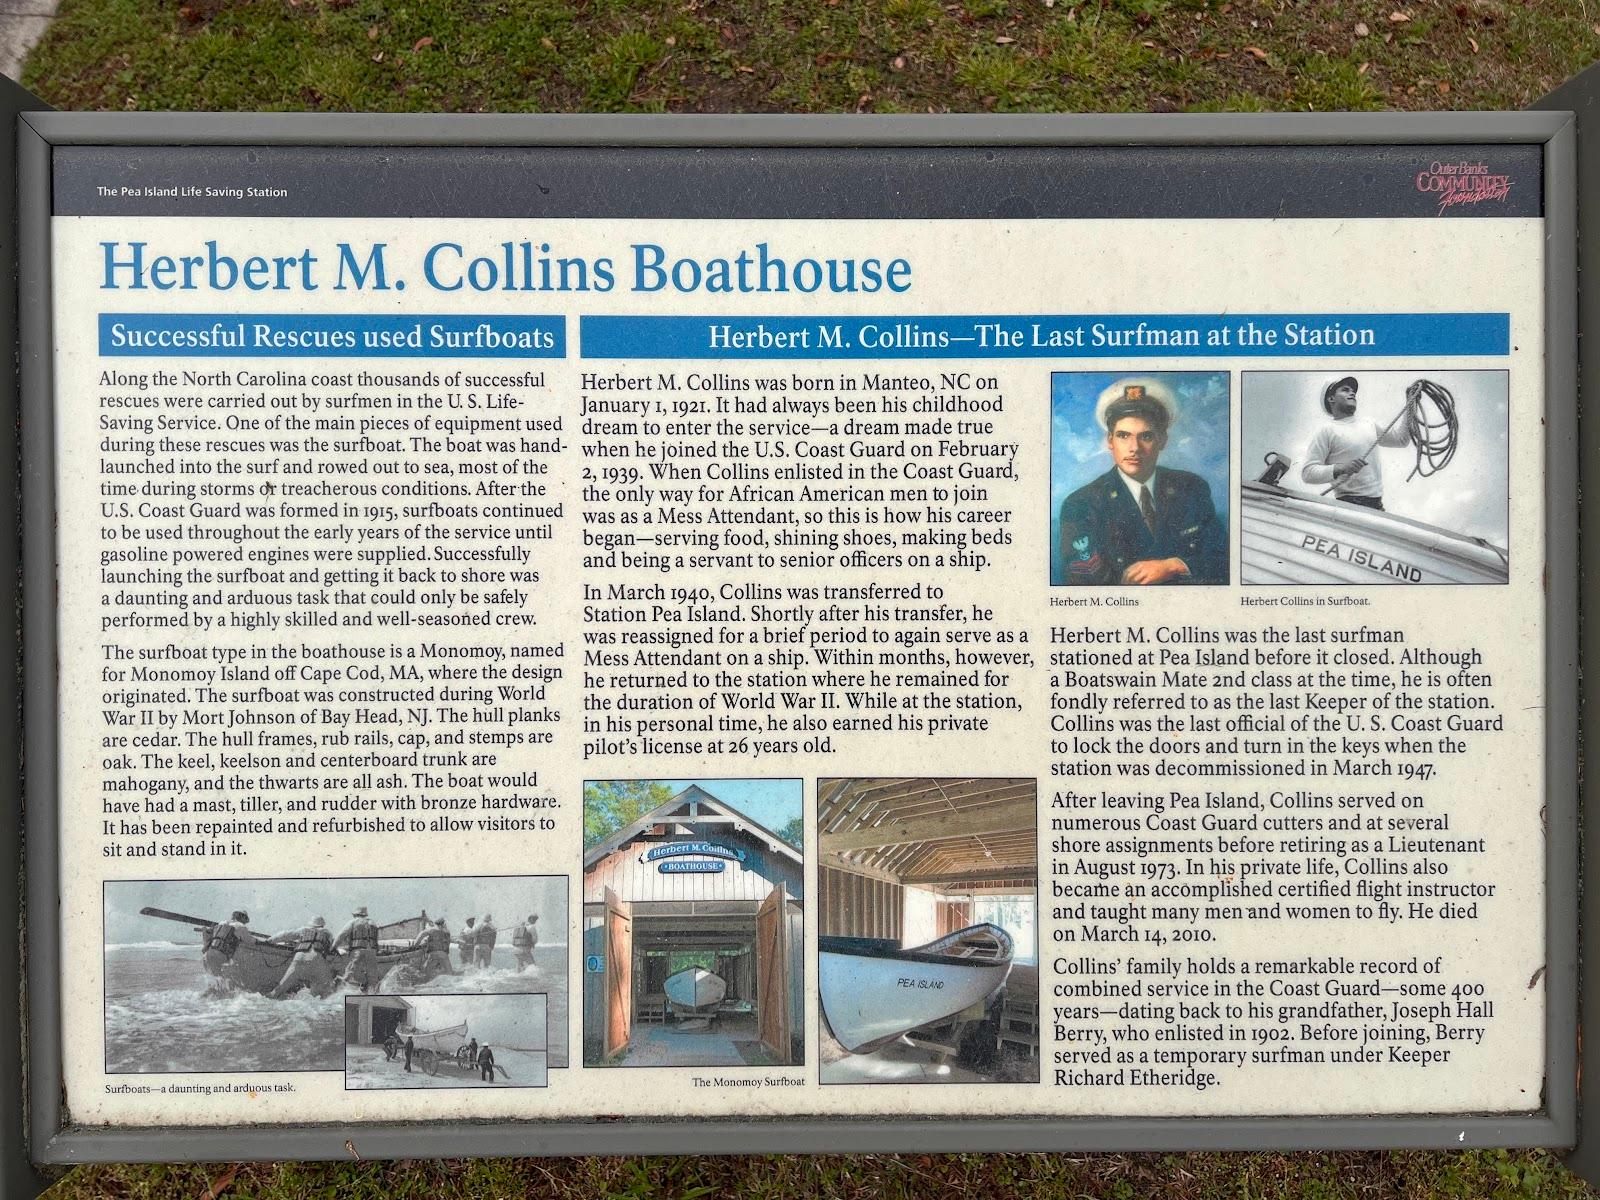 The Pea Island Life Saving Station
Outer Banks
COMMUNITY
Foundation
Herbert M. Collins Boathouse
Successful Rescues used Surfboats
Along the North Carolina coast thousands of successful
rescues were carried out by surfmen in the U. S. Life-
Saving Service. One of the main pieces of equipment used
during these rescues was the surfboat. The boat was hand-
launched into the surf and rowed out to sea, most of the
time during storms or treacherous conditions. After the
U.S. Coast Guard was formed in 1915, surfboats continued
to be used throughout the early years of the service until
gasoline powered engines were supplied. Successfully
launching the surfboat and getting it back to shore was
a daunting and arduous task that could only be safely
performed by a highly skilled and well-seasoned crew.
The surfboat type in the boathouse is a Monomoy, named
for Monomoy Island off Cape Cod, MA, where the design
originated. The surfboat was constructed during World
War II by Mort Johnson of Bay Head, NJ. The hull planks
are cedar. The hull frames, rub rails, cap, and stemps are
oak. The keel, keelson and centerboard trunk are
mahogany, and the thwarts are all ash. The boat would
have had a mast, tiller, and rudder with bronze hardware.
It has been repainted and refurbished to allow visitors to
sit and stand in it.
Surfboats—a daunting and arduous task.
Herbert M. Collins—The Last Surfman at the Station
Herbert M. Collins was born in Manteo, NC on
January 1, 1921. It had always been his childhood
dream to enter the service—a dream made true
when he joined the U.S. Coast Guard on February
2, 1939. When Collins enlisted in the Coast Guard,
the only way for African American men to join
was as a Mess Attendant, so this is how his career
began—serving food, shining shoes, making beds
and being a servant to senior officers on a ship.
In March 1940, Collins was transferred to
Station Pea Island. Shortly after his transfer, he
was reassigned for a brief period to again serve as a
Mess Attendant on a ship. Within months, however,
he returned to the station where he remained for
the duration of World War II. While at the station,
in his personal time, he also earned his private
pilot's license at 26 years old.
Herbert M. Collins
BOATHOUSE
PEA ISLAND
The Monomoy Surfboat
PEA ISLAND
Herbert M. Collins
Herbert Collins in Surfboat.
Herbert M. Collins was the last surfman
stationed at Pea Island before it closed. Although
a Boatswain Mate 2nd class at the time, he is often
fondly referred to as the last Keeper of the station.
Collins was the last official of the U. S. Coast Guard
to lock the doors and turn in the keys when the
station was decommissioned in March 1947.
After leaving Pea Island, Collins served on
numerous Coast Guard cutters and at several
shore assignments before retiring as a Lieutenant
in August 1973. In his private life, Collins also
became an accomplished certified flight instructor
and taught many men and women to fly. He died
on March 14, 2010.
Collins' family holds a remarkable record of
combined service in the Coast Guard—some 400
years—dating back to his grandfather, Joseph Hall
Berry, who enlisted in 1902. Before joining, Berry
served as a temporary surfman under Keeper
Richard Etheridge.